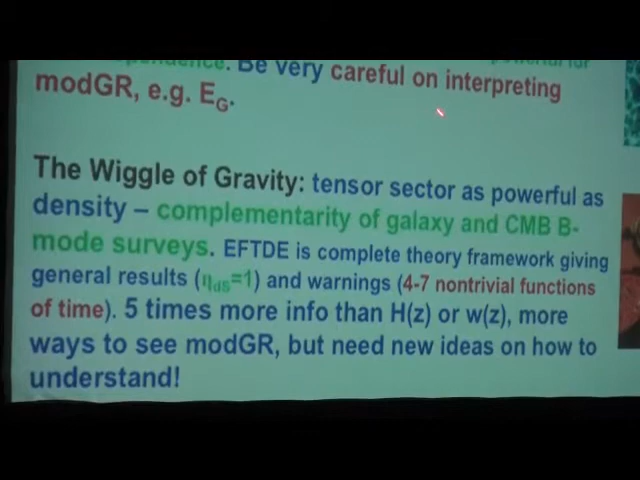 Be very careful on interpreting
modGR, e.g. E_G.
The Wiggle of Gravity: tensor sector as powerful as
density – complementarity of galaxy and CMB B-
mode surveys. EFTDE is complete theory framework giving
general results (η_ds=1) and warnings (4-7 nontrivial functions
of time). 5 times more info than H(z) or w(z), more
ways to see modGR, but need new ideas on how to
understand!